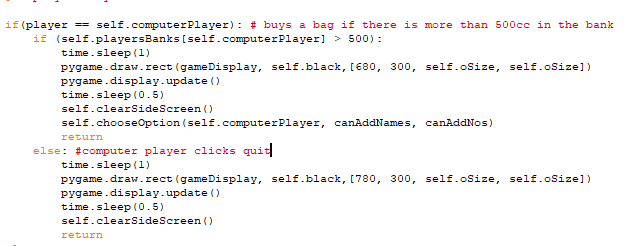 if(player == self.computerPlayer): # buys a bag if there is more than 500cc in the bank
    if (self.playersBanks[self.computerPlayer] > 500):
        time.sleep(1)
        pygame.draw.rect(gameDisplay, self.black,[680, 300, self.oSize, self.oSize])
        pygame.display.update()
        time.sleep(0.5)
        self.clearSideScreen()
        self.chooseOption(self.computerPlayer, canAddNames, canAddNos)
        return
    else: #computer player clicks quit
        time.sleep(1)
        pygame.draw.rect(gameDisplay, self.black,[780, 300, self.oSize, self.oSize])
        pygame.display.update()
        time.sleep(0.5)
        self.clearSideScreen()
        return